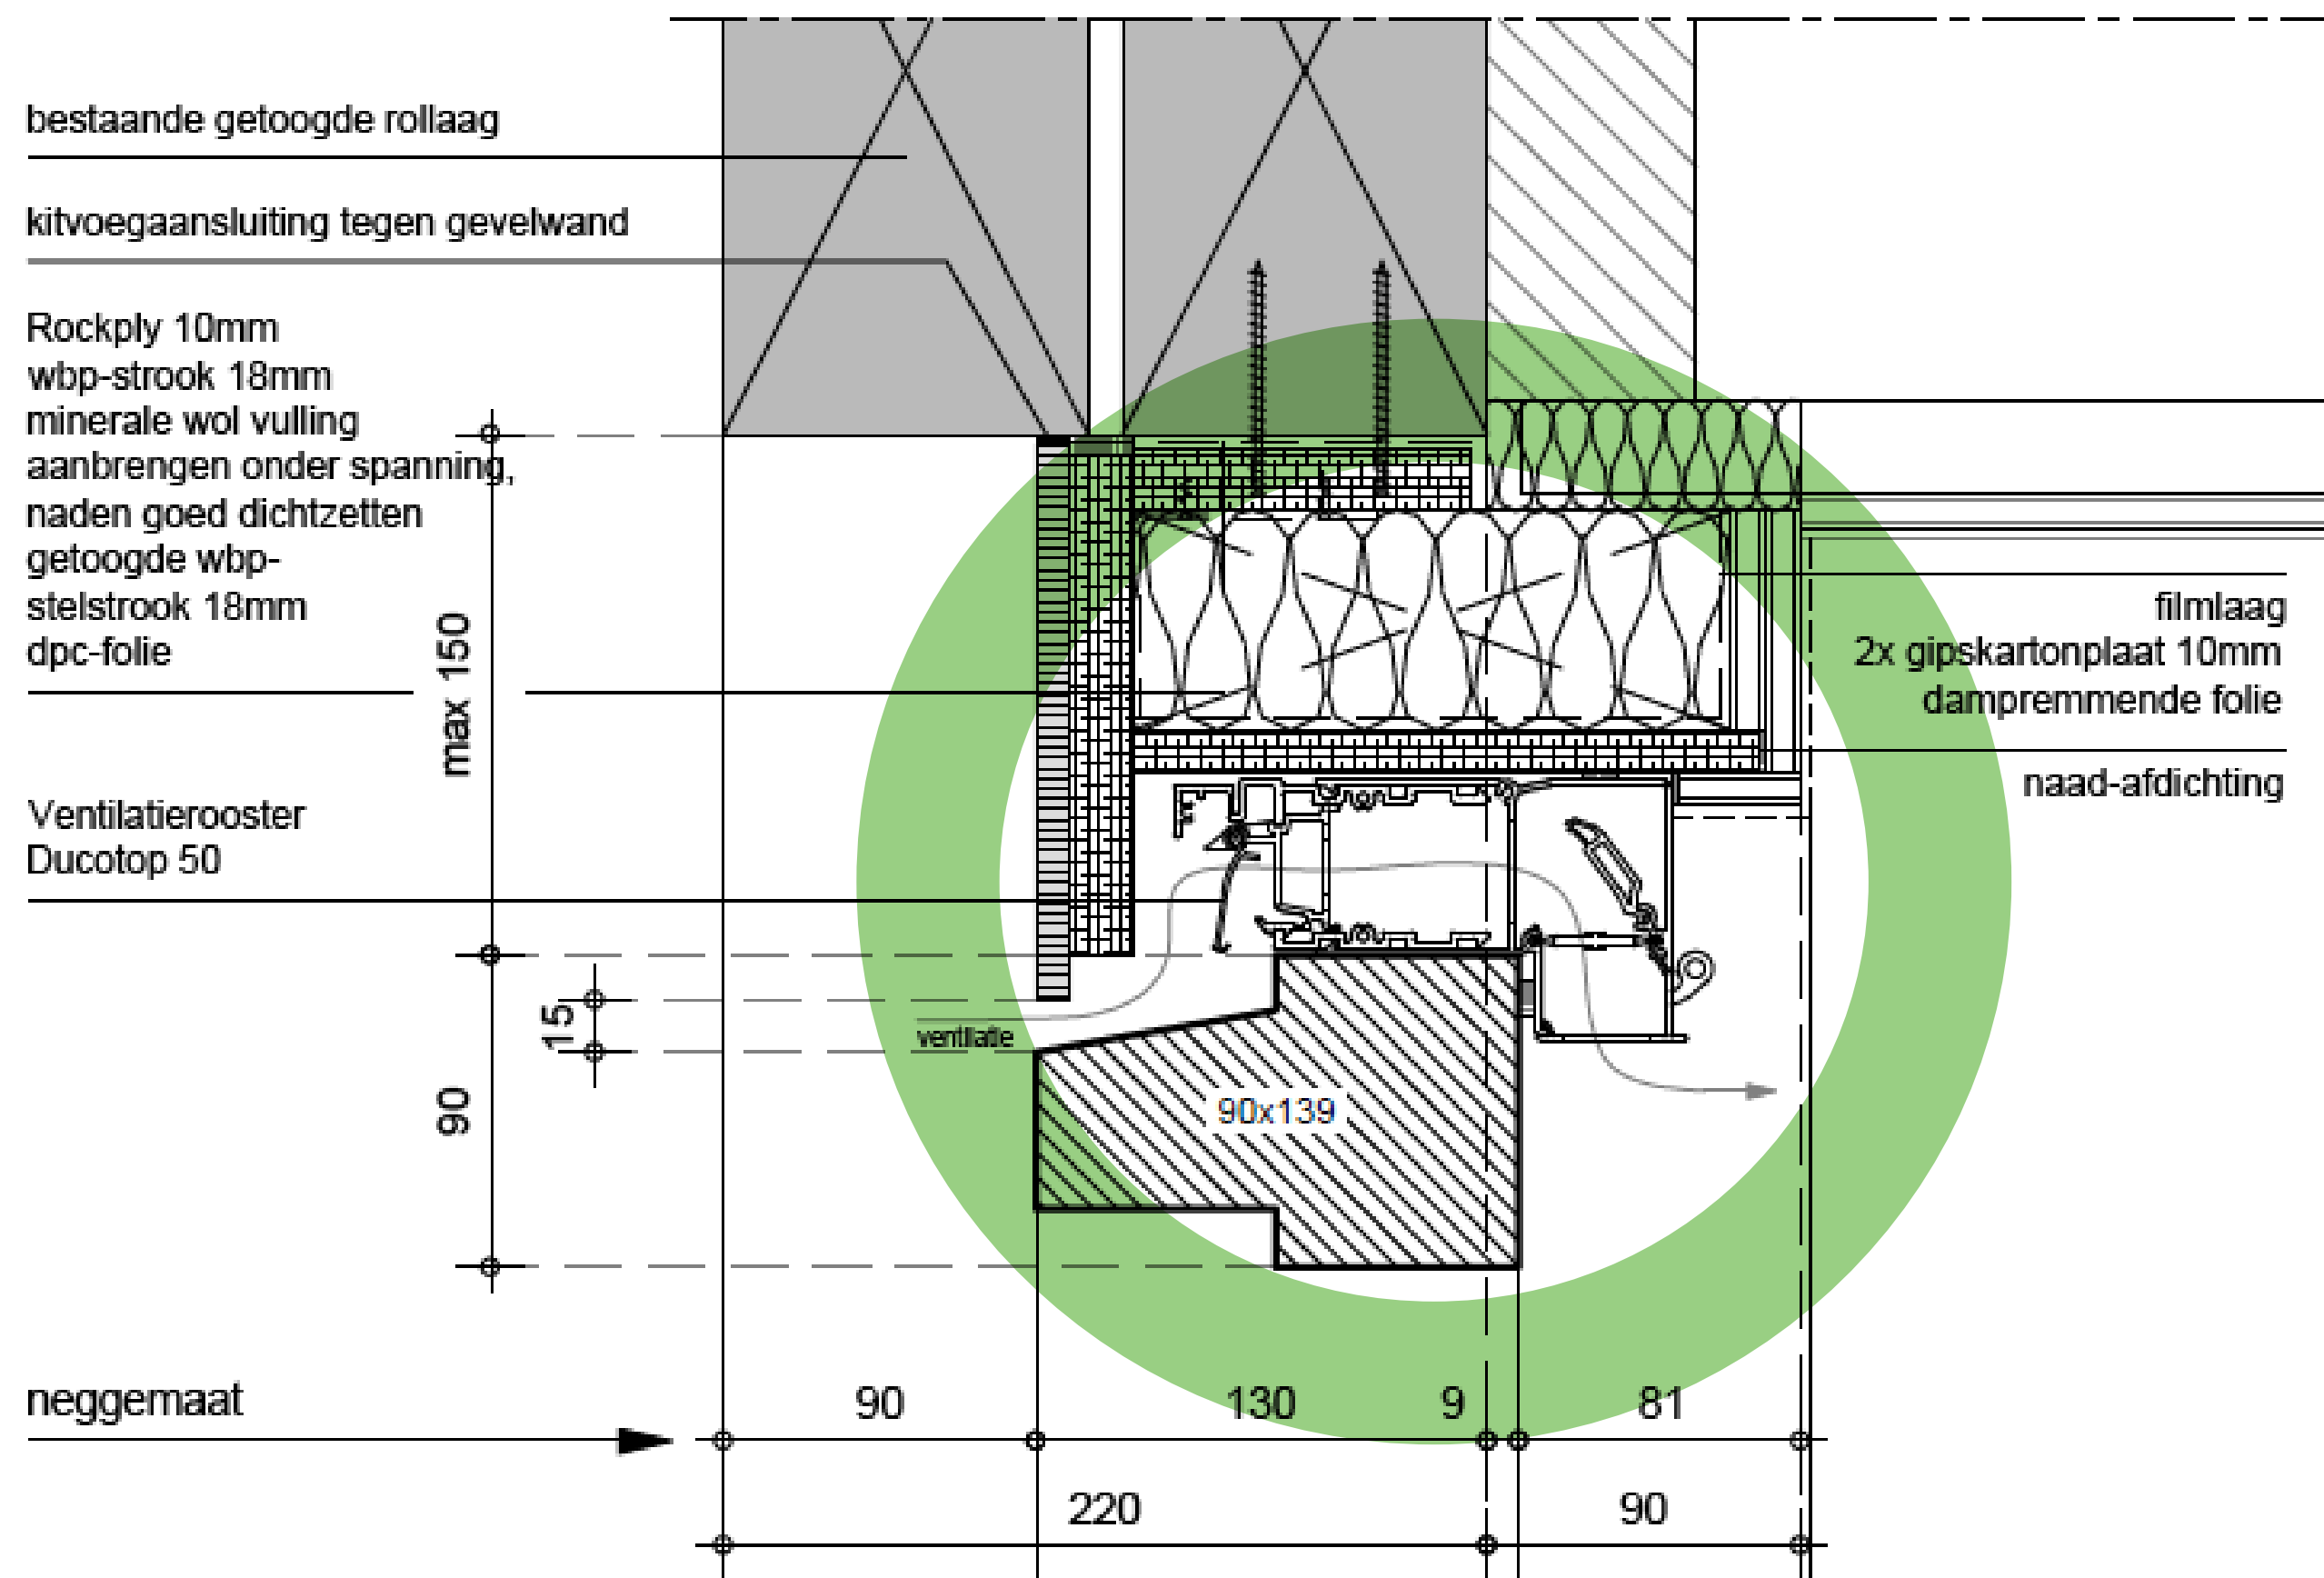 bestaande getoogde rollaag
kitvoegaansluiting tegen gevelwand
Rockply 10mm
wbp-strook 18mm
minerale wol vulling
aanbrengen onder spanning,
naden goed dichtzetten
getoogde wbp-
stelstrook 18mm
dpc-folie
max 150
Ventilatierooster
Ducotop 50
filmlaag
2x gipskartonplaat 10mm
dampremmende folie
naad-afdichting
15
ventilatie
90
90x139
neggemaat
90 130 9 81
220 90